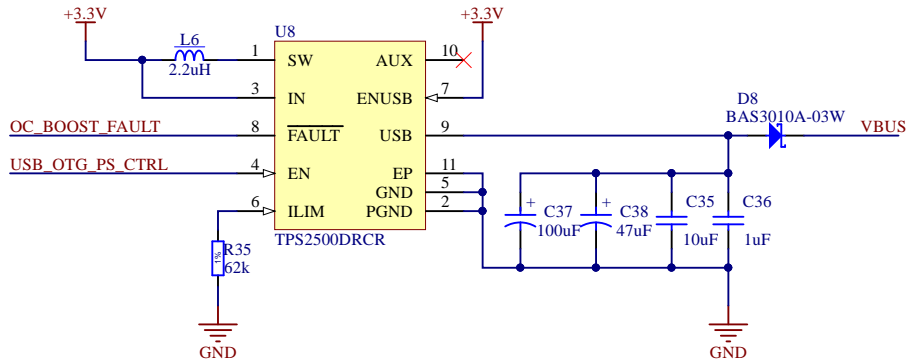 +3.3V
+3.3V
U8
L6
2.2uH
1
SW
AUX
10
3
IN
ENUSB
7
D8
BAS3010A-03W
OC_BOOST_FAULT
8
FAULT
USB
9
VBUS
USB_OTG_PS_CTRL
4
EN
EP
11
GND
5
6
ILIM
PGND
2
TPS2500DRCR
+
C37
100uF
+
C38
47uF
C35
10uF
C36
1uF
1%
R35
62k
GND
GND